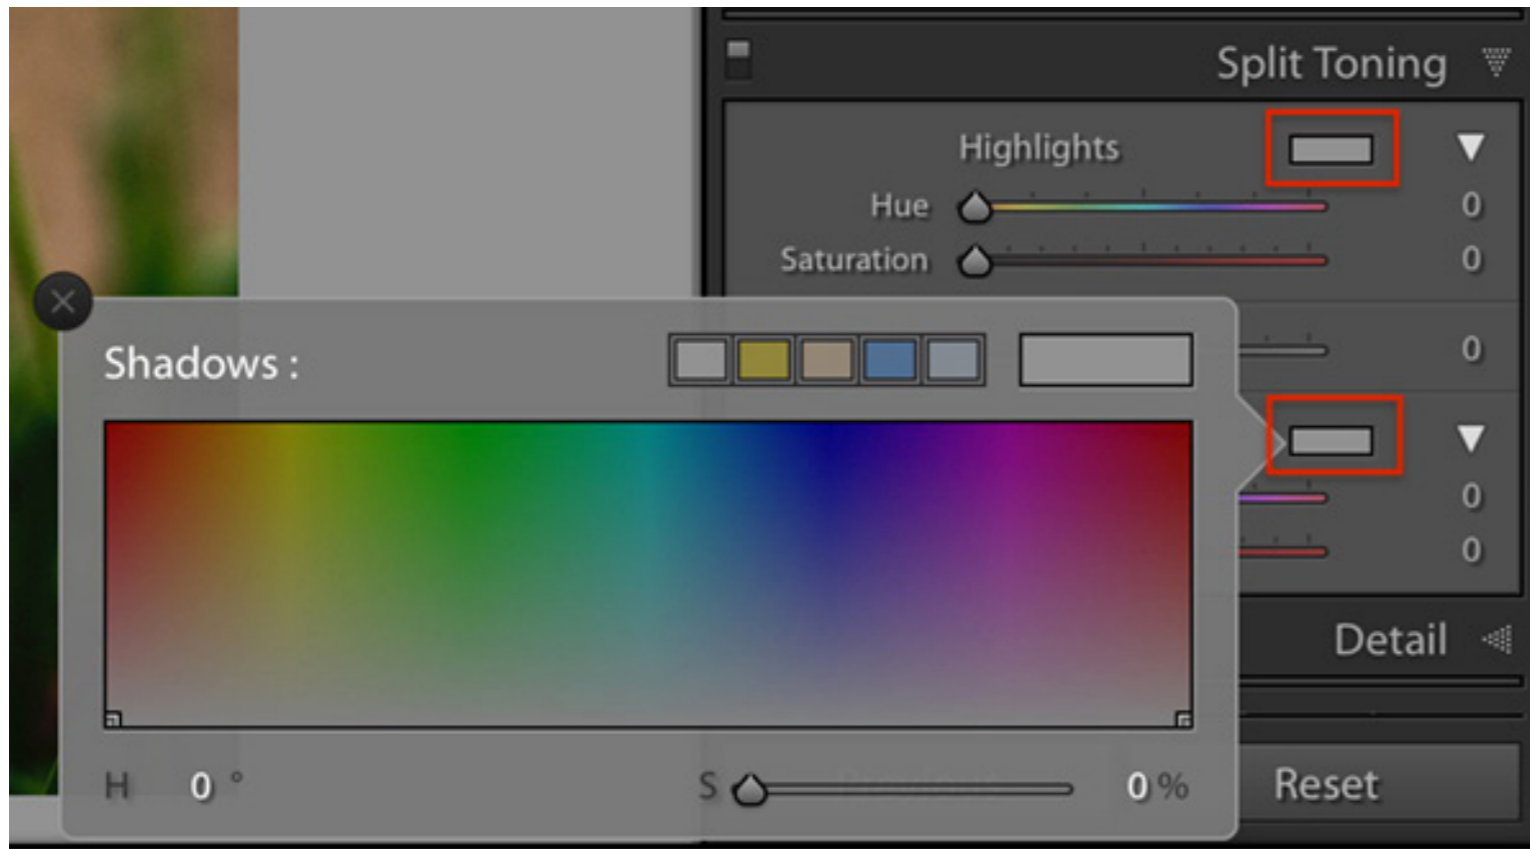 Split Toning
Highlights
Hue 0
Saturation 0
0
Shadows :
0
0
Detail
H 0 °
S 0 %
Reset